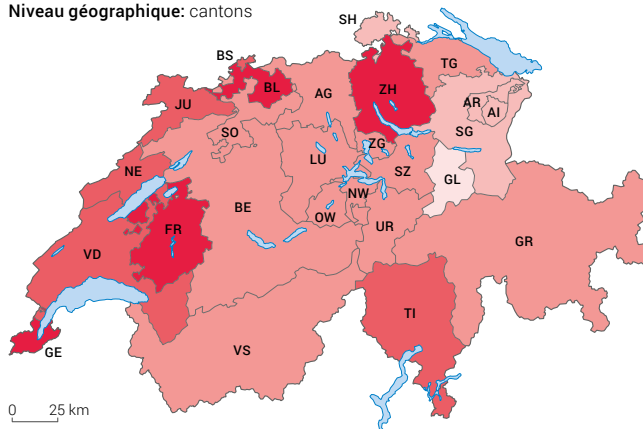 Niveau géographique: cantons
SH
BS
BL
AG
ZH
TG
JU
SO
AR
AI
SG
ZG
LU
SZ
GL
NE
NW
OW
BE
UR
GR
FR
VD
TI
GE
VS
0 25 km